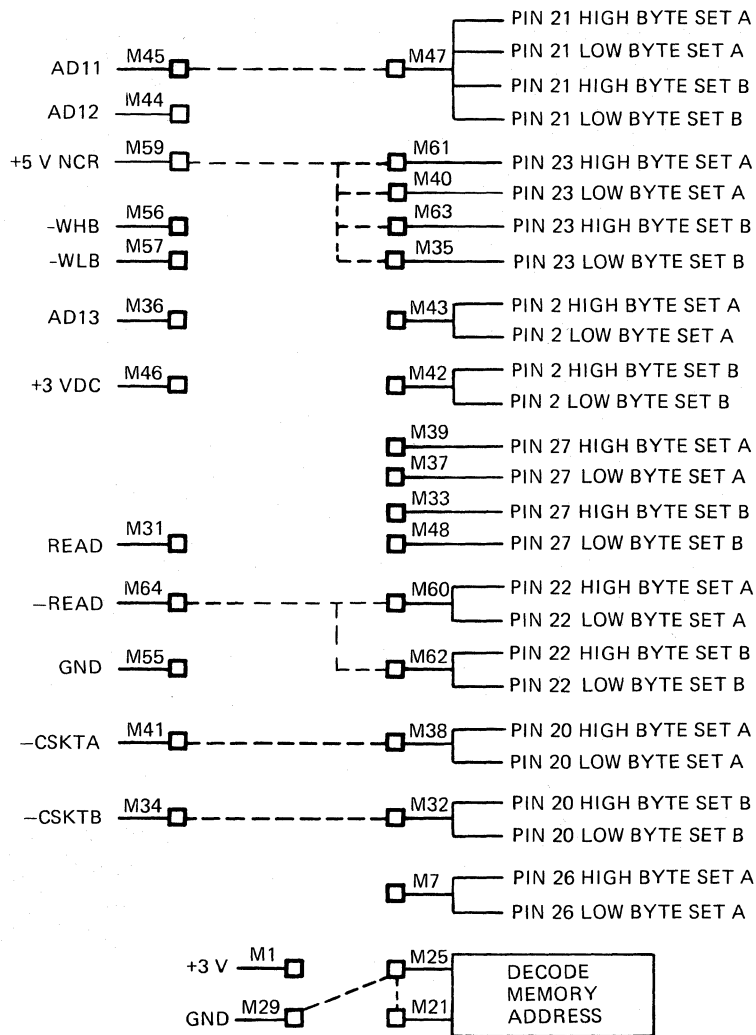 PIN 21 HIGH BYTE SET A
AD11 M45 M47 PIN 21 LOW BYTE SET A
PIN 21 HIGH BYTE SET B
AD12 M44 PIN 21 LOW BYTE SET B
+5 V NCR M59 M61 PIN 23 HIGH BYTE SET A
M40 PIN 23 LOW BYTE SET A
-WHB M56 M63 PIN 23 HIGH BYTE SET B
-WLB M57 M35 PIN 23 LOW BYTE SET B
AD13 M36 M43 PIN 2 HIGH BYTE SET A
PIN 2 LOW BYTE SET A
+3 VDC M46 M42 PIN 2 HIGH BYTE SET B
PIN 2 LOW BYTE SET B
M39 PIN 27 HIGH BYTE SET A
M37 PIN 27 LOW BYTE SET A
M33 PIN 27 HIGH BYTE SET B
READ M31 M48 PIN 27 LOW BYTE SET B
–READ M64 M60 PIN 22 HIGH BYTE SET A
PIN 22 LOW BYTE SET A
GND M55 M62 PIN 22 HIGH BYTE SET B
PIN 22 LOW BYTE SET B
–CSKTA M41 M38 PIN 20 HIGH BYTE SET A
PIN 20 LOW BYTE SET A
–CSKTB M34 M32 PIN 20 HIGH BYTE SET B
PIN 20 LOW BYTE SET B
M7 PIN 26 HIGH BYTE SET A
PIN 26 LOW BYTE SET A
+3 V M1 M25 DECODE
MEMORY
GND M29 M21 ADDRESS